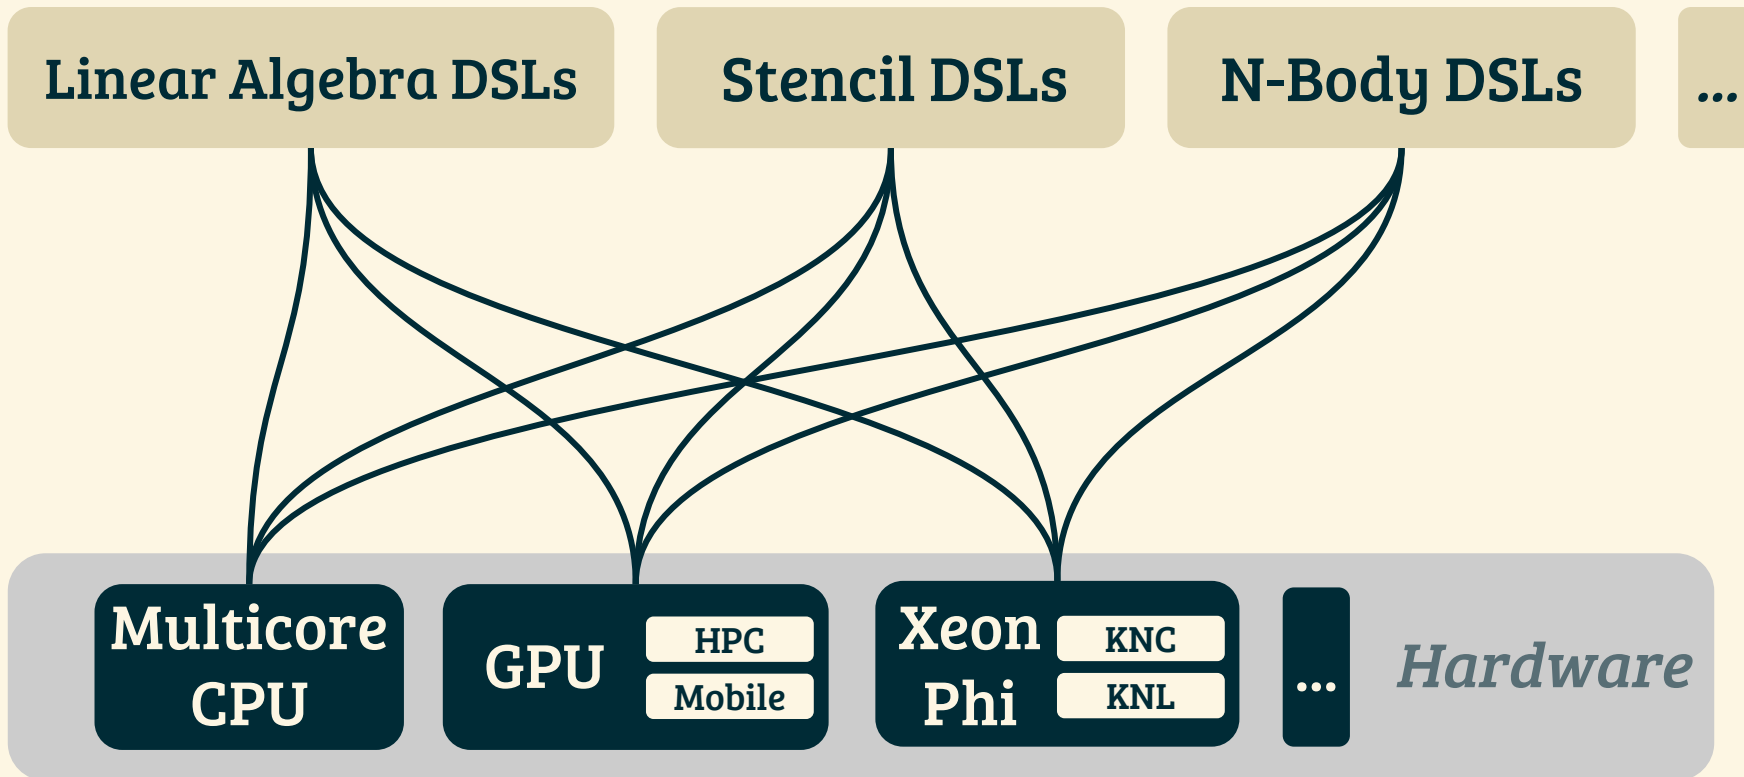 Linear Algebra DSLs
Stencil DSLs
N-Body DSLs
...
Multicore
CPU
GPU
HPC
Mobile
Xeon
Phi
KNC
KNL
...
Hardware